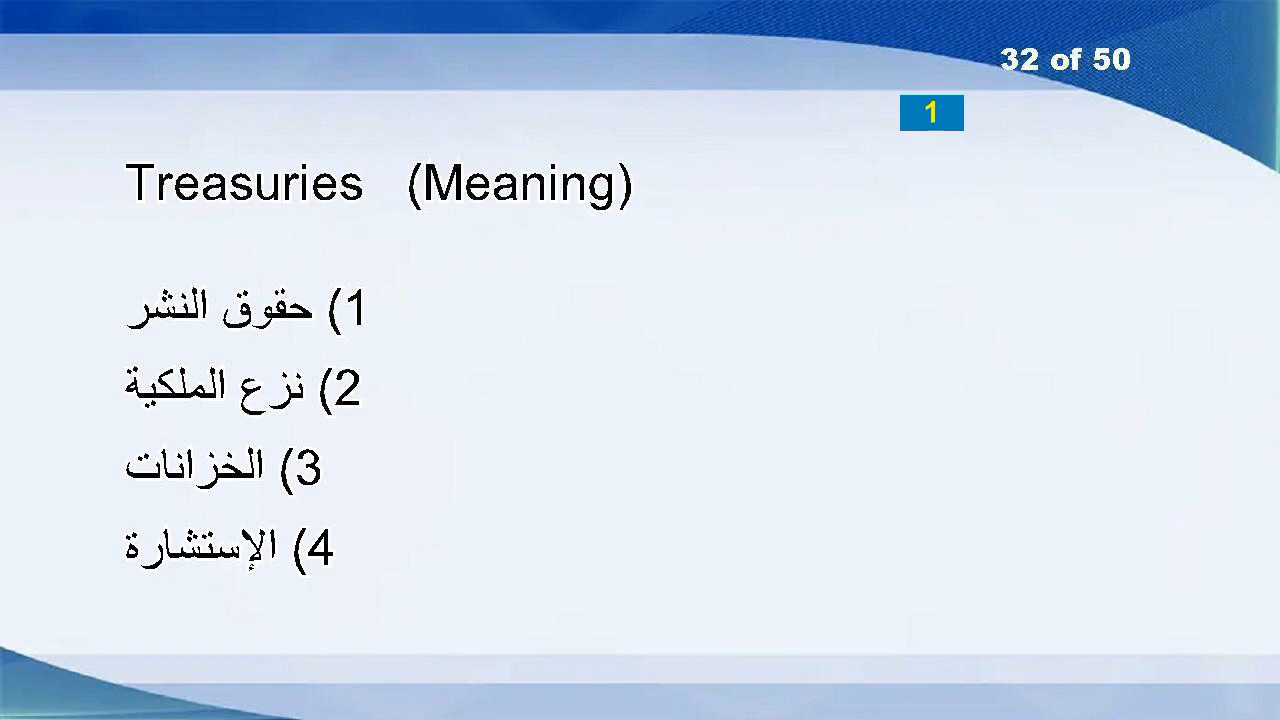 32 of 50
1
Treasuries (Meaning)
1) حقوق النشر
2) نزع الملكية
3) الخزانات
4) الإستشارة